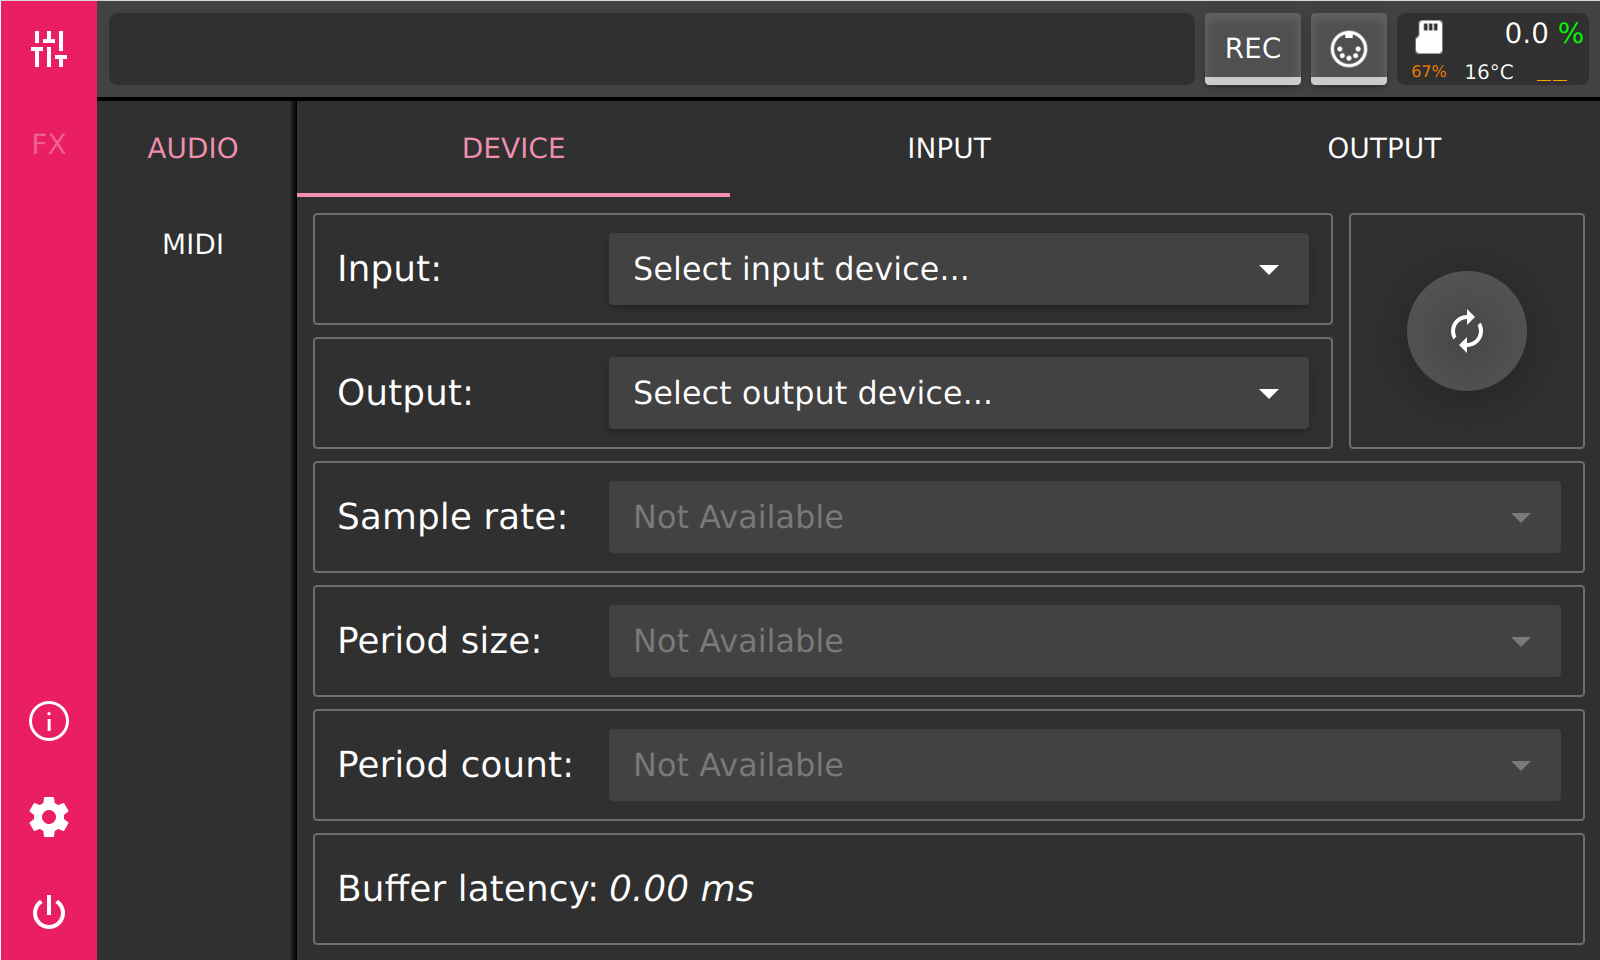 REC
0.0 %
67% 16°C __
FX
AUDIO
DEVICE
INPUT
OUTPUT
MIDI
Input:
Select input device...
Output:
Select output device...
Sample rate:
Not Available
Period size:
Not Available
Period count:
Not Available
Buffer latency: 0.00 ms